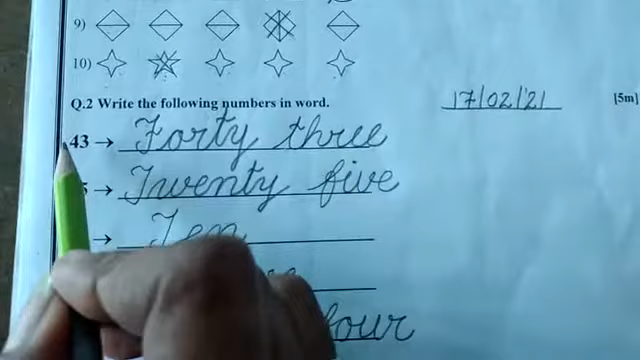 9)
10)
Q.2 Write the following numbers in word. 17/02/21 [5m]
43 → Forty three
→ Twenty five
→ Ten
four